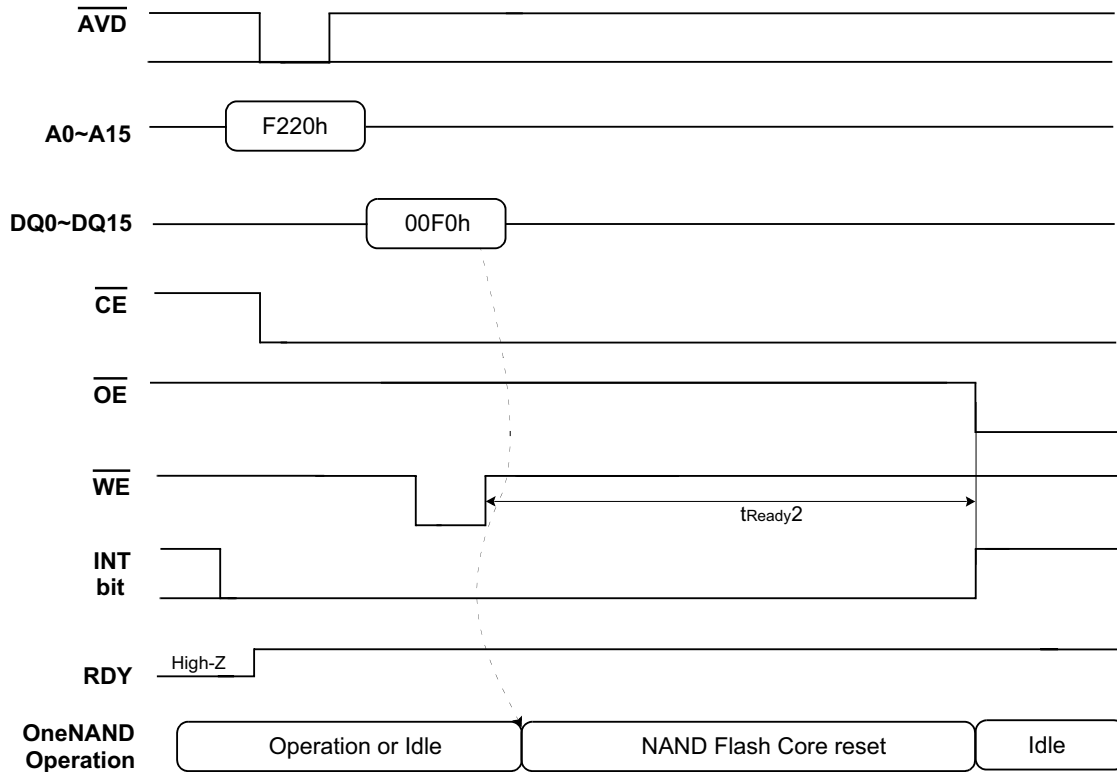 AVD
A0~A15
F220h
DQ0~DQ15
00F0h
CE
OE
WE
tReady2
INT
bit
High-Z
RDY
OneNAND
Operation
Operation or Idle
NAND Flash Core reset
Idle